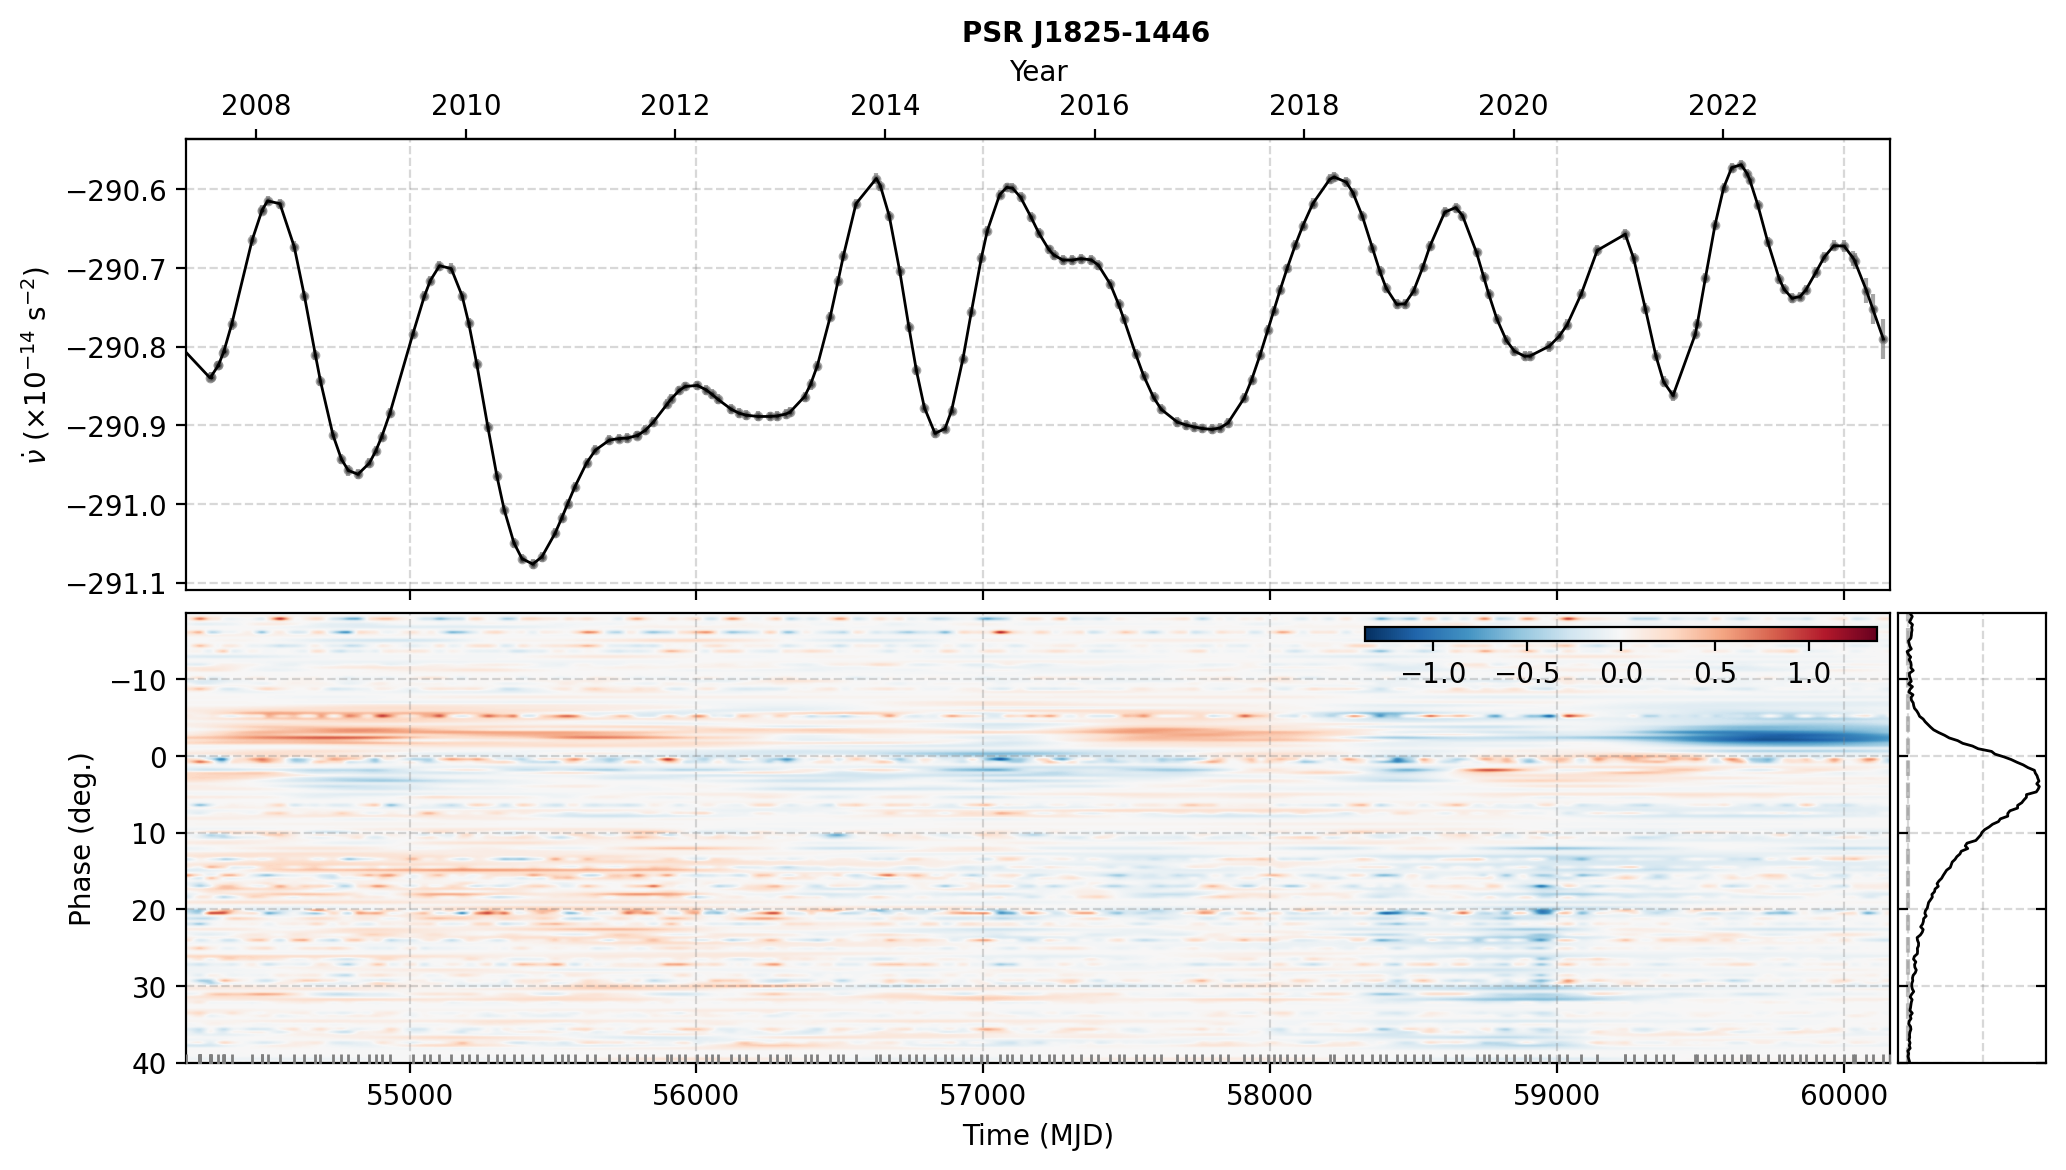 PSR J1825-1446
Year
2008 2010 2012 2014 2016 2018 2020 2022
−290.6
−290.7
−290.8
−290.9
−291.0
−291.1
ν̇ (×10⁻¹⁴ s⁻²)
−1.0 −0.5 0.0 0.5 1.0
−10
0
10
20
30
40
Phase (deg.)
55000 56000 57000 58000 59000 60000
Time (MJD)